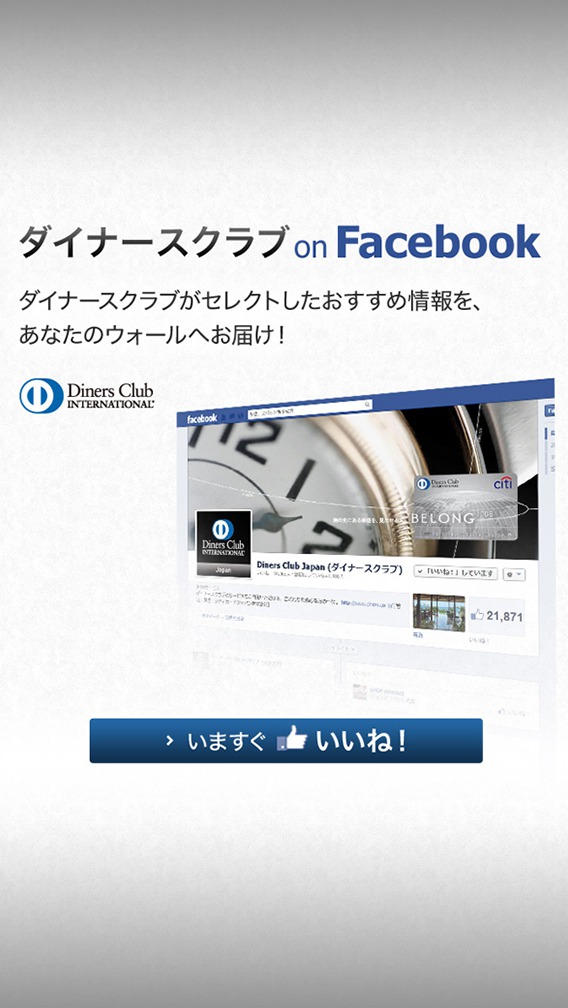 ダイナースクラブ on Facebook
ダイナースクラブがセレクトしたおすすめ情報を、
あなたのウォールへお届け！
Diners Club
INTERNATIONAL
facebook
Diners Club
INTERNATIONAL
citi
BELONG
Diners Club
INTERNATIONAL
Japan
Diners Club Japan (ダイナースクラブ)
「いいね！」しています
21,871
いますぐ いいね！